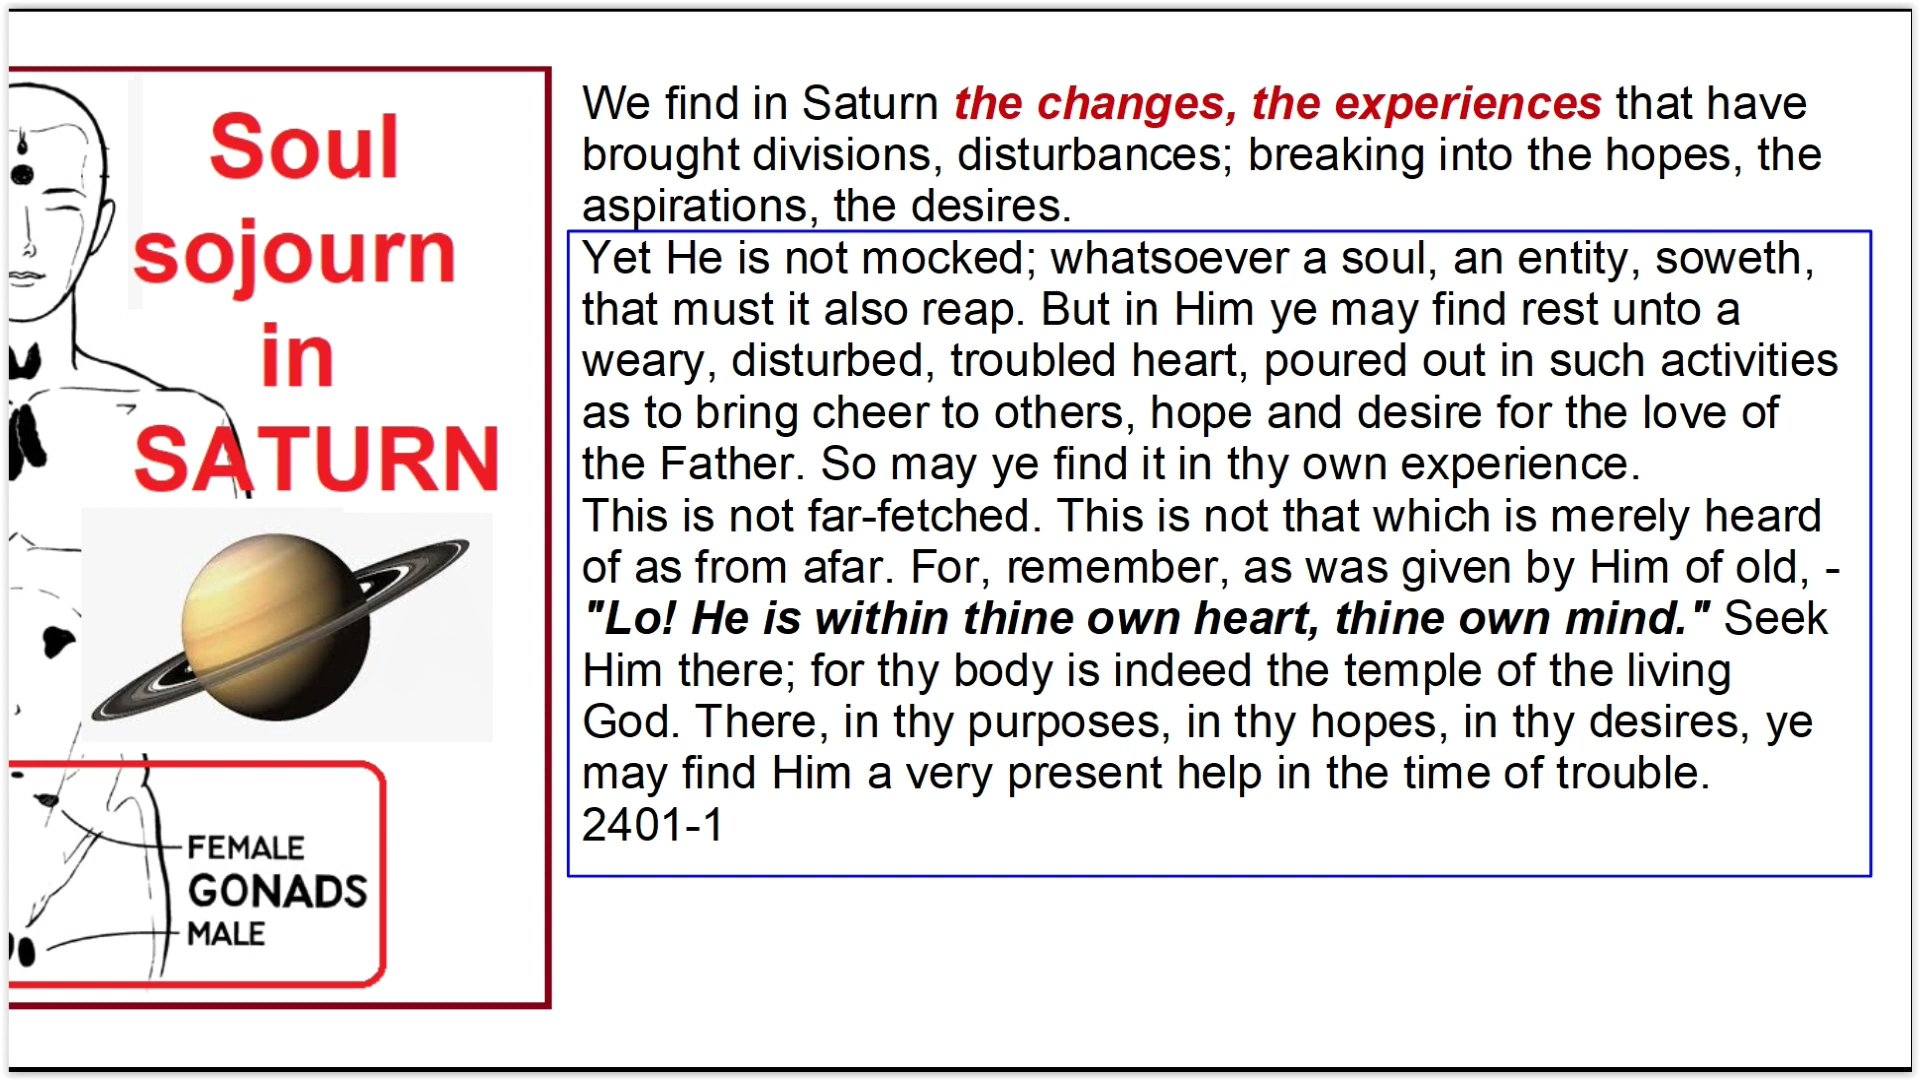 Soul
sojourn
in
SATURN
FEMALE
GONADS
MALE
We find in Saturn the changes, the experiences that have
brought divisions, disturbances; breaking into the hopes, the
aspirations, the desires.
Yet He is not mocked; whatsoever a soul, an entity, soweth,
that must it also reap. But in Him ye may find rest unto a
weary, disturbed, troubled heart, poured out in such activities
as to bring cheer to others, hope and desire for the love of
the Father. So may ye find it in thy own experience.
This is not far-fetched. This is not that which is merely heard
of as from afar. For, remember, as was given by Him of old, -
"Lo! He is within thine own heart, thine own mind." Seek
Him there; for thy body is indeed the temple of the living
God. There, in thy purposes, in thy hopes, in thy desires, ye
may find Him a very present help in the time of trouble.
2401-1